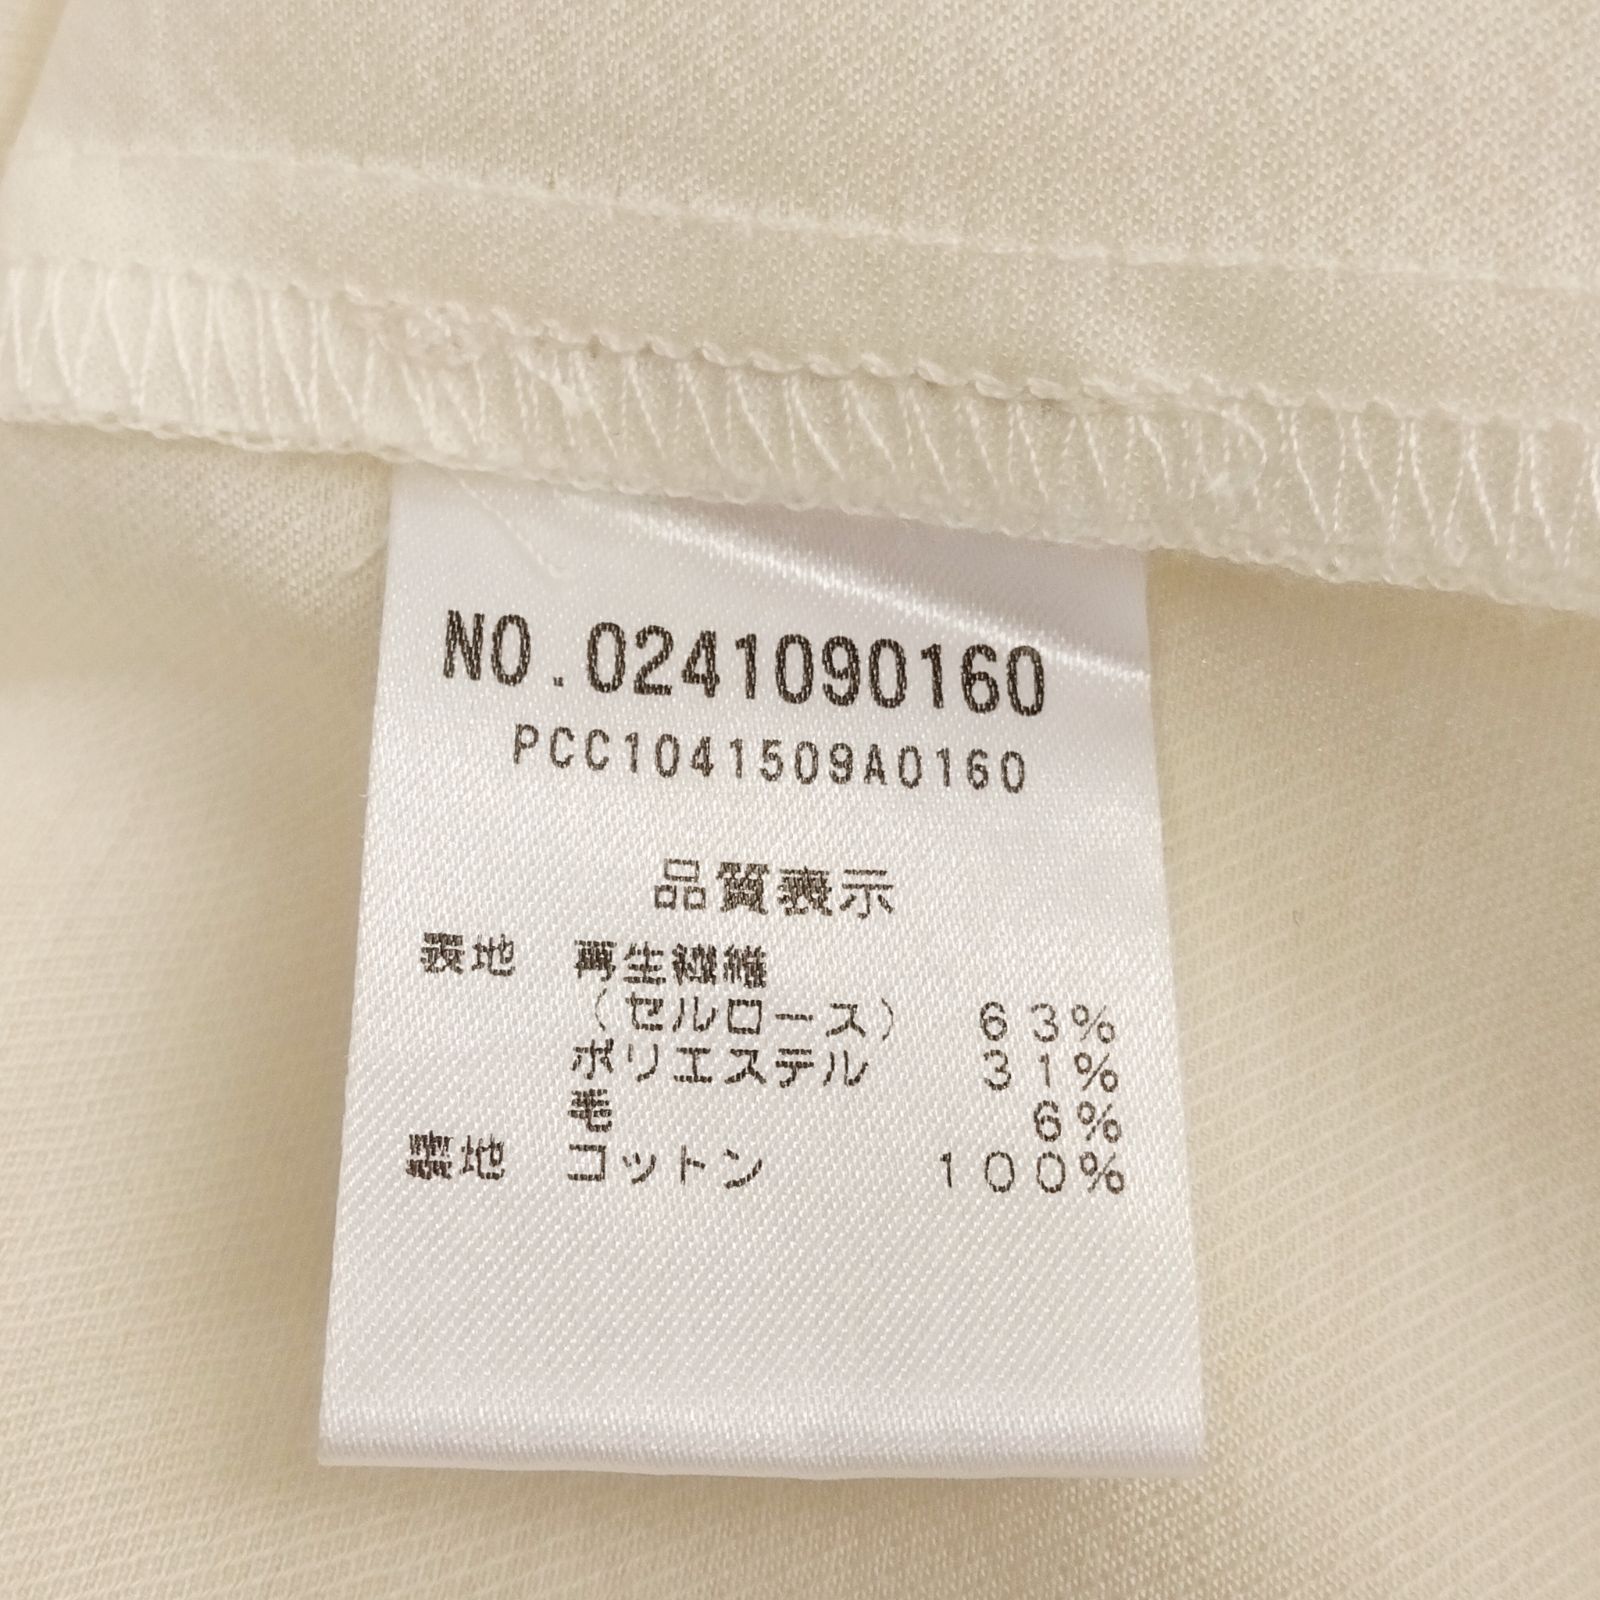 NO.0241090160
PCC1041509A0160
品質表示
表地 再生繊維
（セルロース） 63%
ポリエステル 31%
毛 6%
裏地 コットン 100%